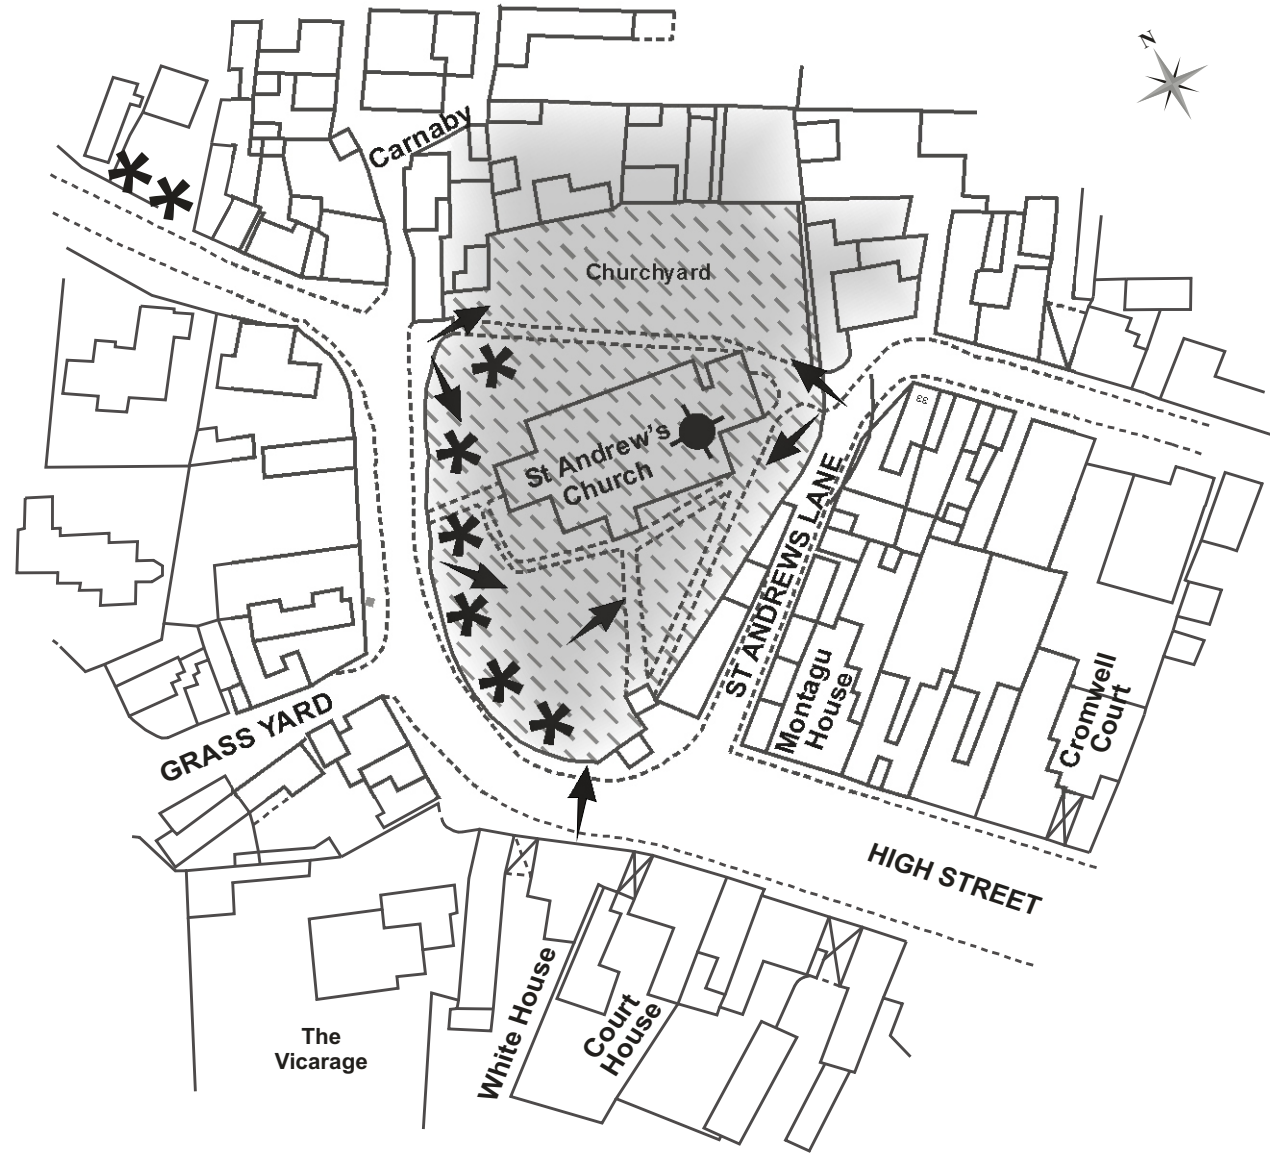 N
Carnaby
Churchyard
33
St Andrew's
Church
ST ANDREWS LANE
Montagu
House
Cromwell
Court
GRASS YARD
HIGH STREET
The
Vicarage
White House
Court
House